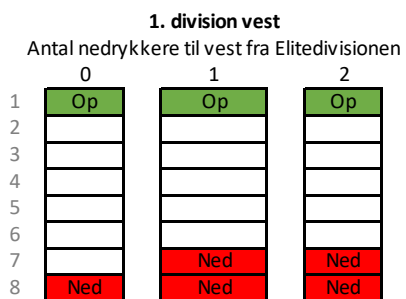 1. division vest
Antal nedrykkere til vest fra Elitedivisionen
0 1 2
1 Op Op Op
2
3
4
5
6
7 Ned Ned
8 Ned Ned Ned